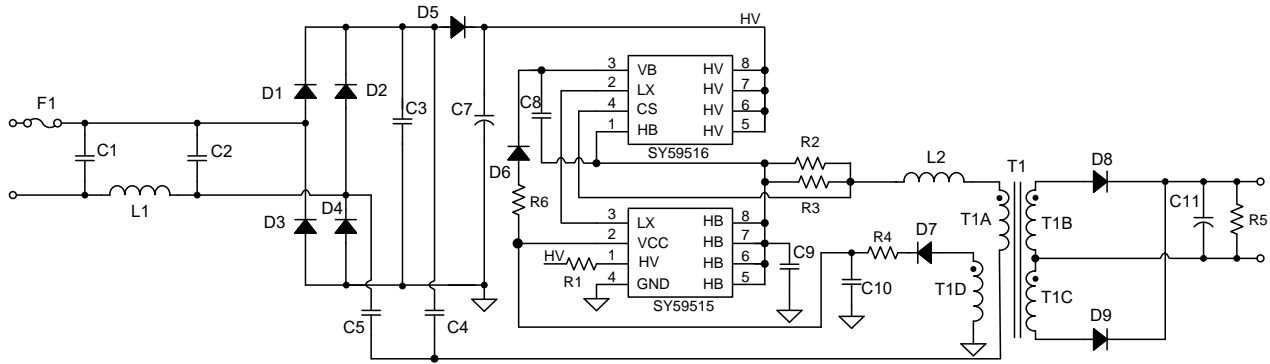 D5
HV
F1
D1
D2
C3
C7
C8
3 VB HV 8
2 LX HV 7
4 CS HV 6
1 HB HV 5
SY59516
C1
C2
L1
D3
D4
D6
R6
R2
R3
L2
T1
D8
T1A
T1B
C11
R5
3 LX HB 8
2 VCC HB 7
HV
R1
1 HV HB 6
4 GND HB 5
SY59515
C9
R4
D7
C10
T1D
T1C
D9
C5
C4